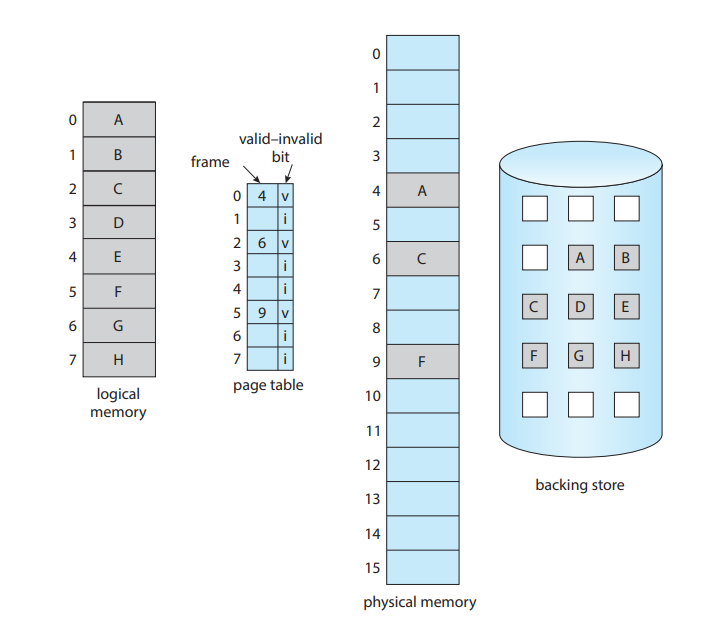 0 A
1 B
2 C
3 D
4 E
5 F
6 G
7 H
logical
memory
valid–invalid
bit
frame
0 4 v
1 i
2 6 v
3 i
4 i
5 9 v
6 i
7 i
page table
0
1
2
3
4 A
5
6 C
7
8
9 F
10
11
12
13
14
15
physical memory
A B
C D E
F G H
backing store